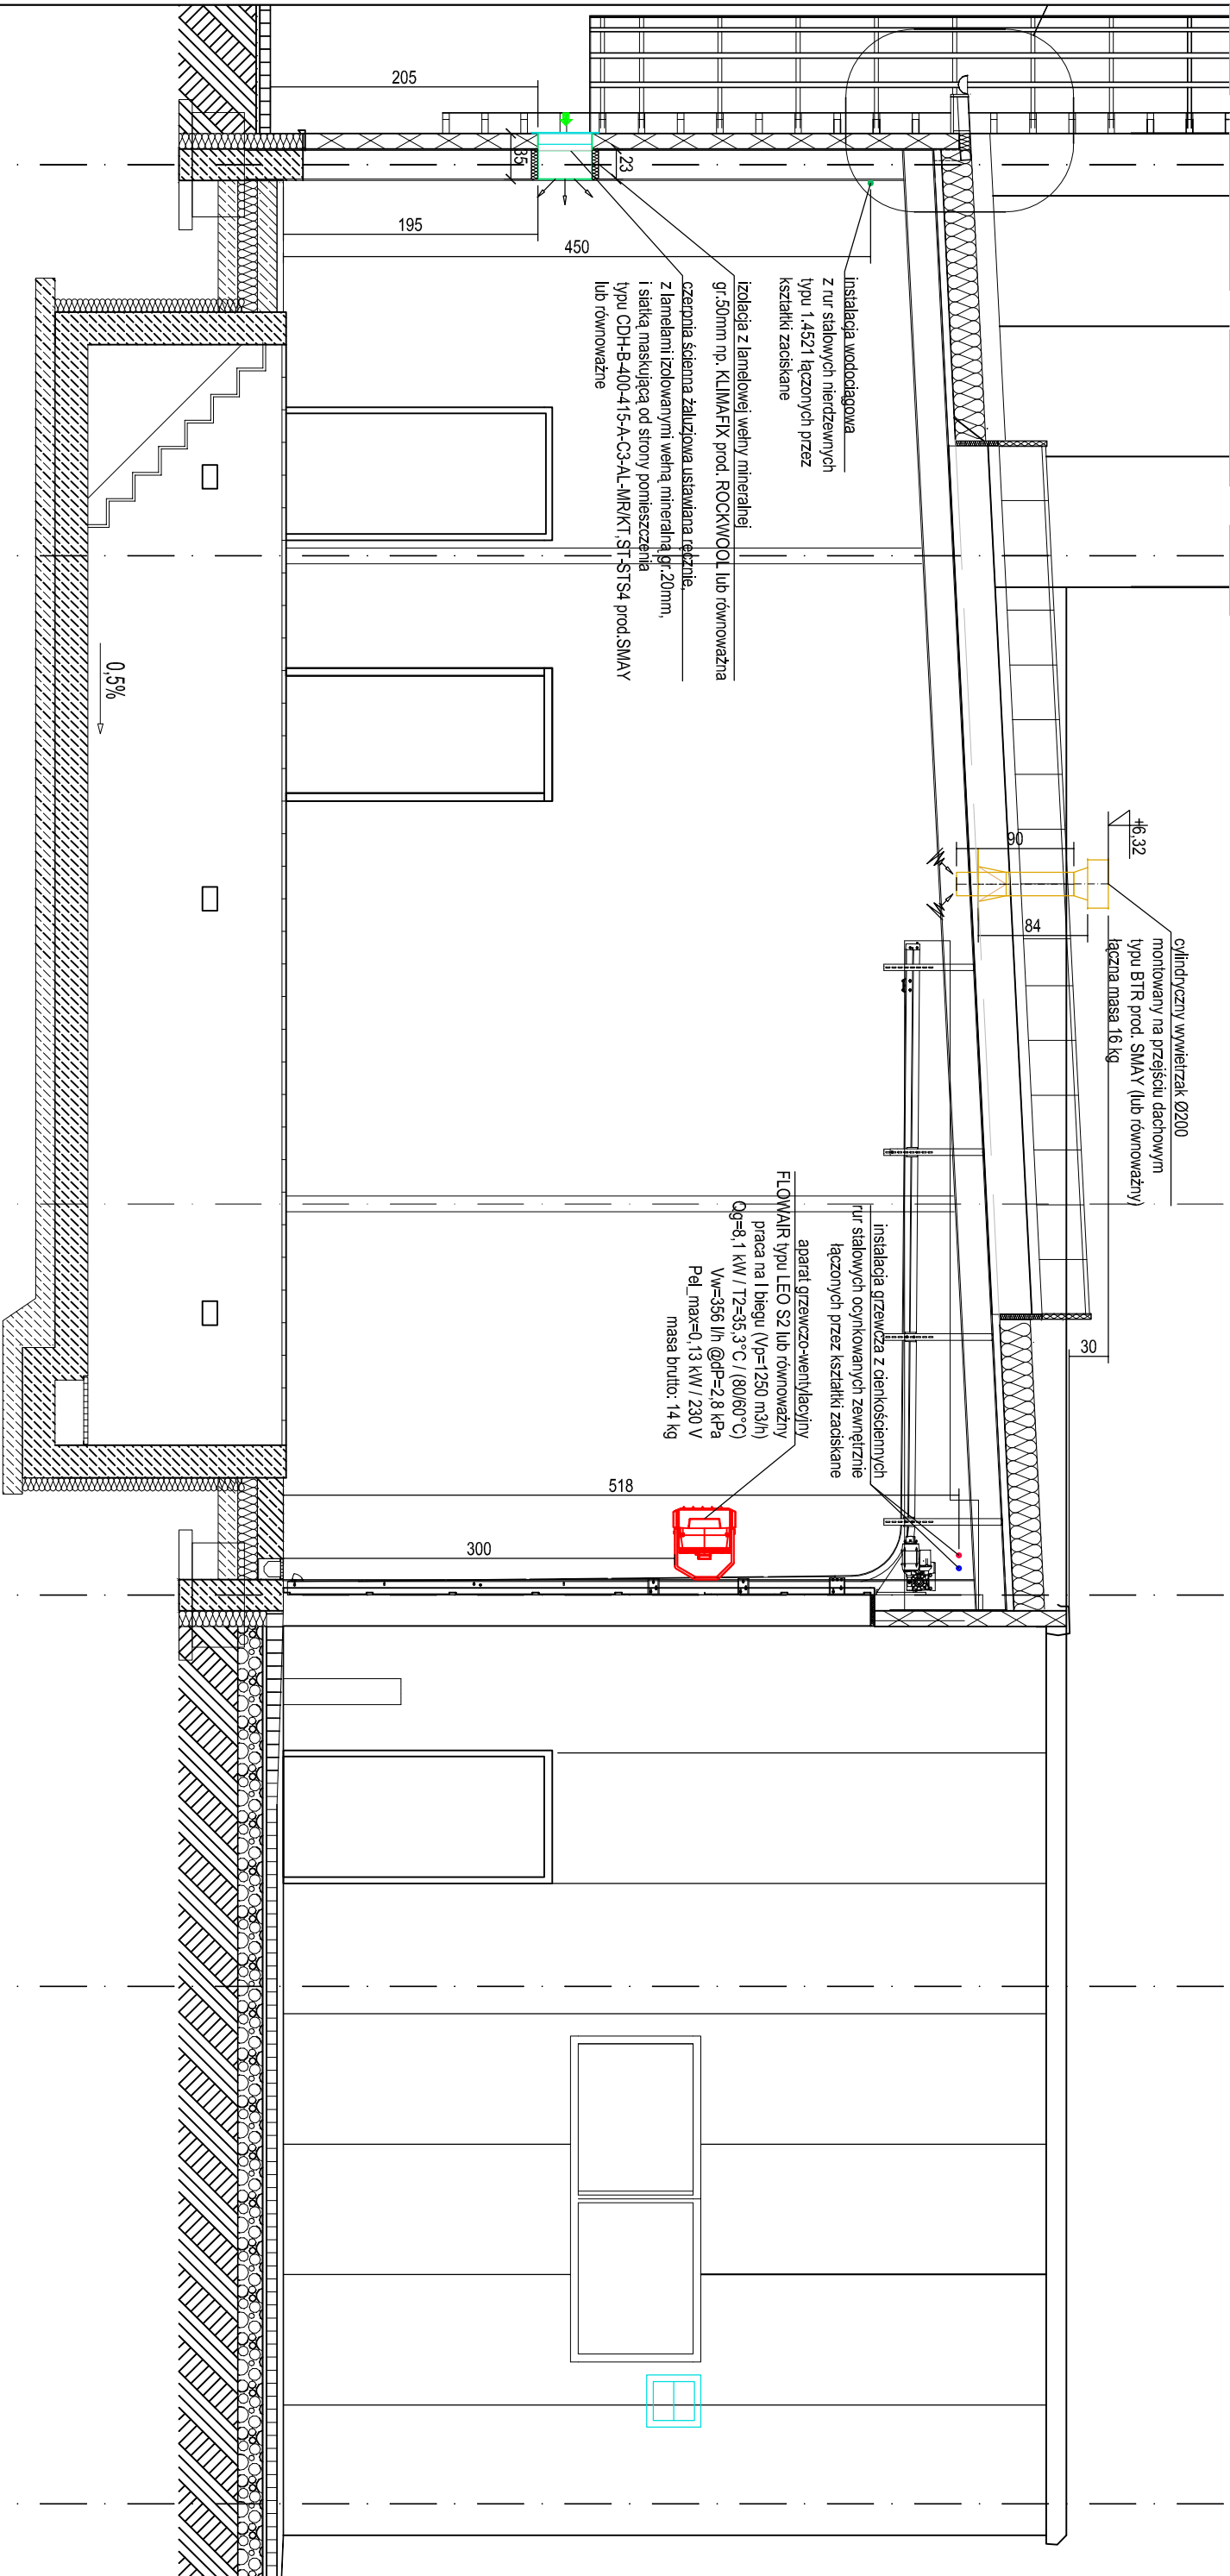 205
35
23
195
450
instalacja wodociągowa
z rur stalowych nierdzewnych
typu 1.4521 łączonych przez
kształtki zaciskane
izolacja z lamelowej wełny mineralnej
gr.50mm np. KLIMAFIX prod. ROCKWOOL lub równoważna
czerpnia ścienna żaluzjowa ustawiana ręcznie,
z lamelami izolowanymi wełną mineralną gr.20mm,
i siatką maskującą od strony pomieszczenia
typu CDH-B-400-415-A-C3-AL-MR/KT,ST-STS4 prod.SMAY
lub równoważne
0,5%
+6,32
90
84
cylindryczny wywietrzak Ø200
montowany na przejściu dachowym
typu BTR prod. SMAY (lub równoważny)
łączna masa 16 kg
30
instalacja grzewcza z cienkościennych
rur stalowych ocynkowanych zewnętrznie
łączonych przez kształtki zaciskane
aparat grzewczo-wentylacyjny
FLOWAIR typu LEO S2 lub równoważny
praca na I biegu (Vp=1250 m3/h)
Qg=8,1 kW / T2=35,3°C / (80/60°C)
Vw=356 l/h @dP=2,8 kPa
Pel_max=0,13 kW / 230 V
masa brutto: 14 kg
518
300